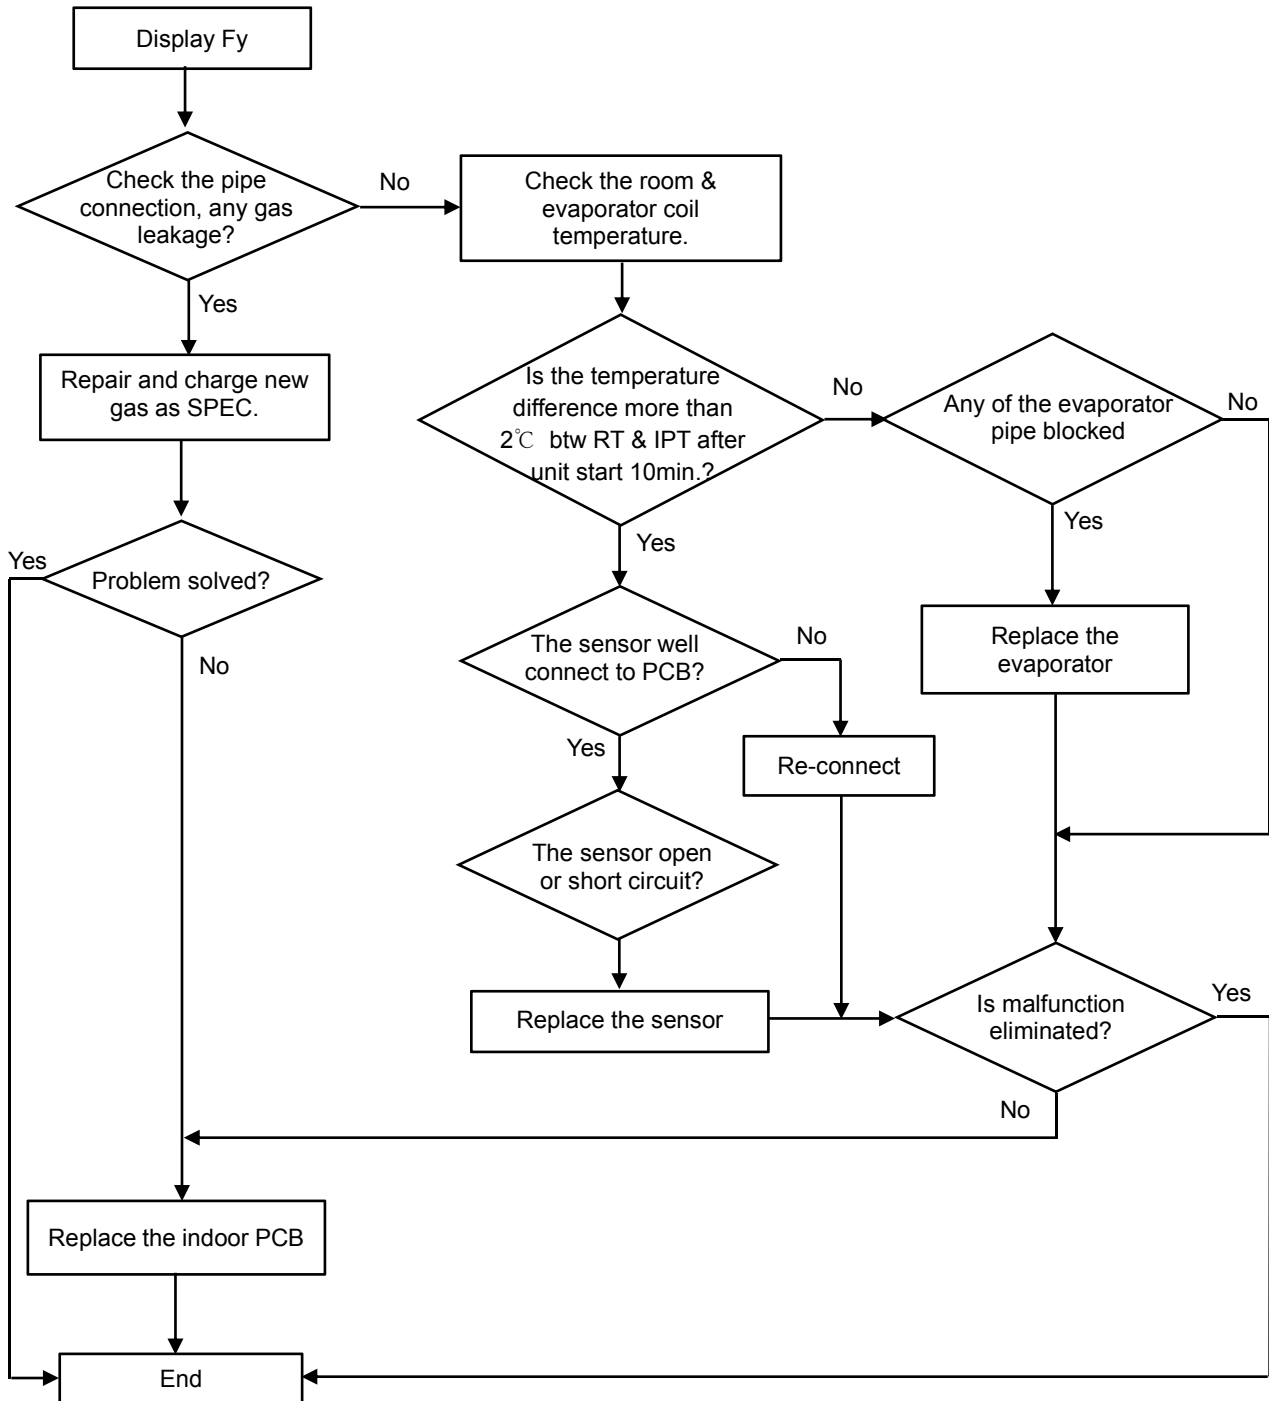 Display Fy
Check the pipe
connection, any gas
leakage?
No
Check the room &
evaporator coil
temperature.
Yes
Repair and charge new
gas as SPEC.
Is the temperature
difference more than
2℃ btw RT & IPT after
unit start 10min.?
No
Any of the evaporator
pipe blocked
No
Yes
Yes
Problem solved?
Yes
No
The sensor well
connect to PCB?
No
Replace the
evaporator
Yes
Re-connect
The sensor open
or short circuit?
Replace the sensor
Is malfunction
eliminated?
Yes
No
Replace the indoor PCB
End